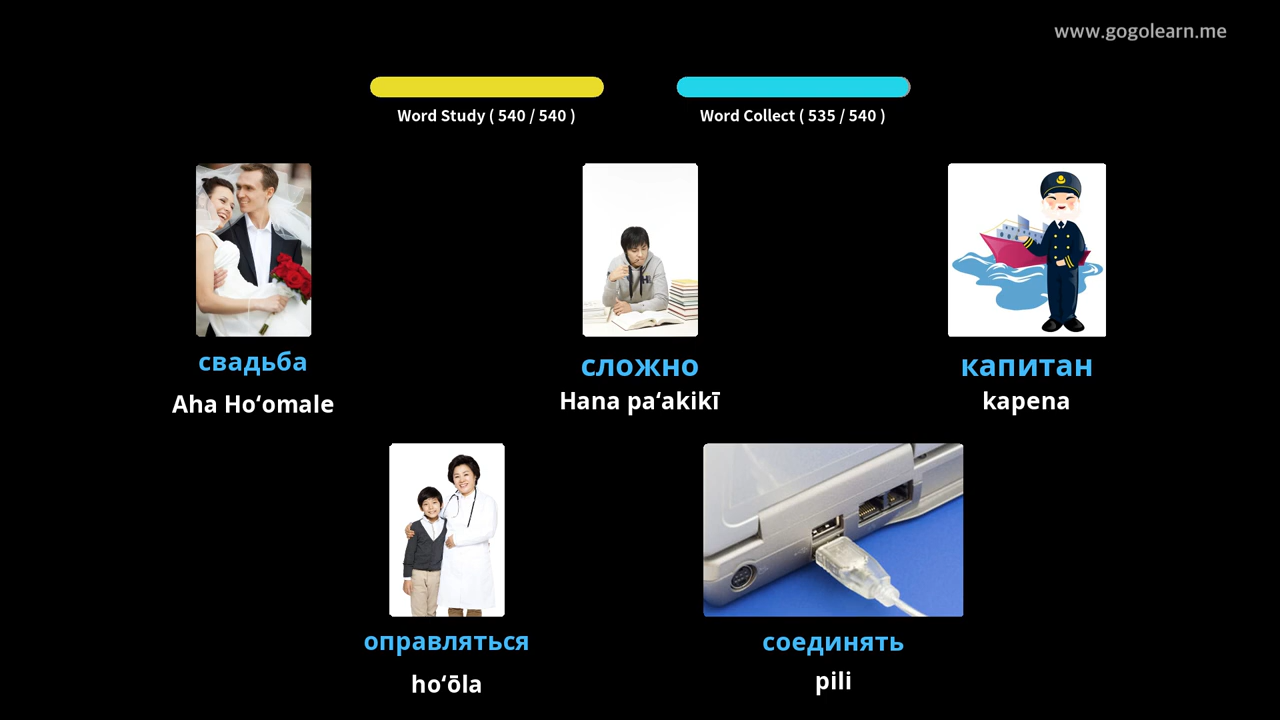 www.gogolearn.me
Word Study ( 540 / 540 )
Word Collect ( 535 / 540 )
свадьба
Aha Hoʻomale
сложно
Hana paʻakikī
капитан
kapena
оправляться
hoʻōla
соединять
pili